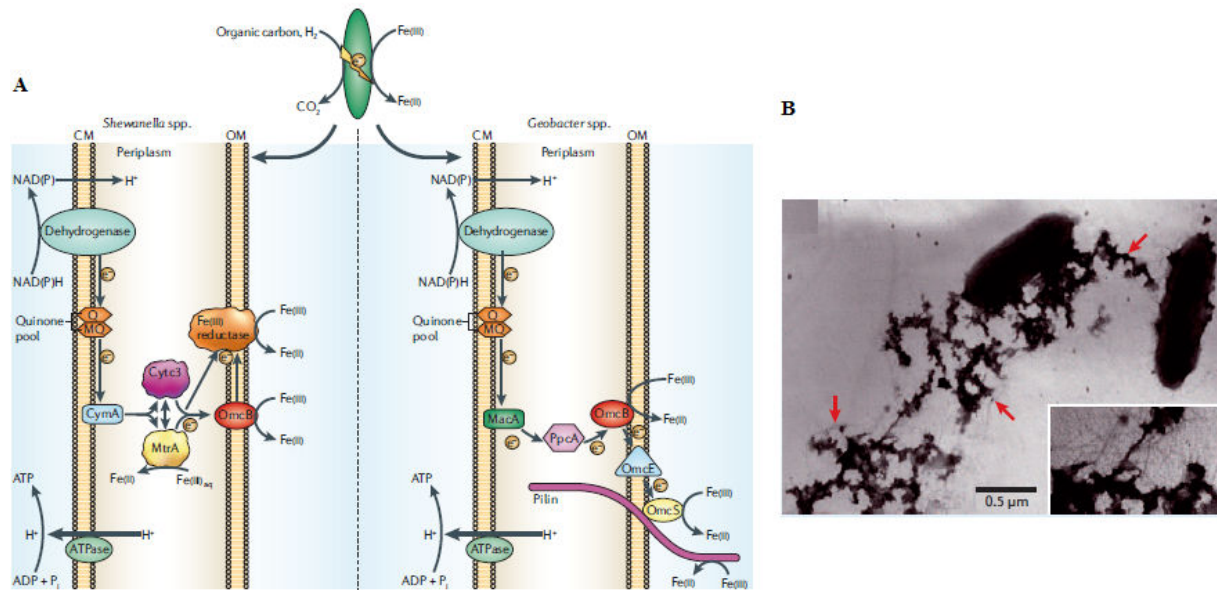 A
Organic carbon, H2
Fe(III)
e-
CO2
Fe(II)
Shewanella spp.
CM
OM
Periplasm
NAD(P)
H+
Dehydrogenase
NAD(P)H
e-
Q
MQ
Quinone
pool
e-
CymA
Cytc3
MtrA
e-
Fe(II)
Fe(III)aq
Fe(III)
reductase
e-
Fe(III)
Fe(II)
OmcB
Fe(III)
Fe(II)
ATP
H+
H+
ATPase
ADP + Pi
Geobacter spp.
CM
OM
Periplasm
NAD(P)
H+
Dehydrogenase
NAD(P)H
e-
Q
MQ
Quinone
pool
e-
MacA
e-
PpcA
e-
OmcB
Fe(III)
Fe(II)
e-
OmcE
e-
OmcS
Fe(III)
Fe(II)
Pilin
Fe(II)
Fe(III)
ATP
H+
H+
ATPase
ADP + Pi
B
0.5 µm